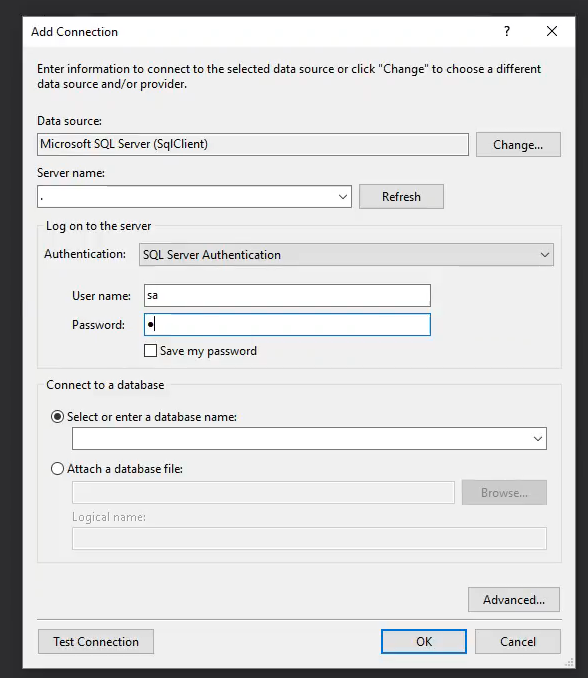 Add Connection
?
Enter information to connect to the selected data source or click "Change" to choose a different
data source and/or provider.
Data source:
Microsoft SQL Server (SqlClient)
Change...
Server name:
.
Refresh
Log on to the server
Authentication:
SQL Server Authentication
User name:
sa
Password:
●
Save my password
Connect to a database
Select or enter a database name:
Attach a database file:
Browse...
Logical name:
Advanced...
Test Connection
OK
Cancel